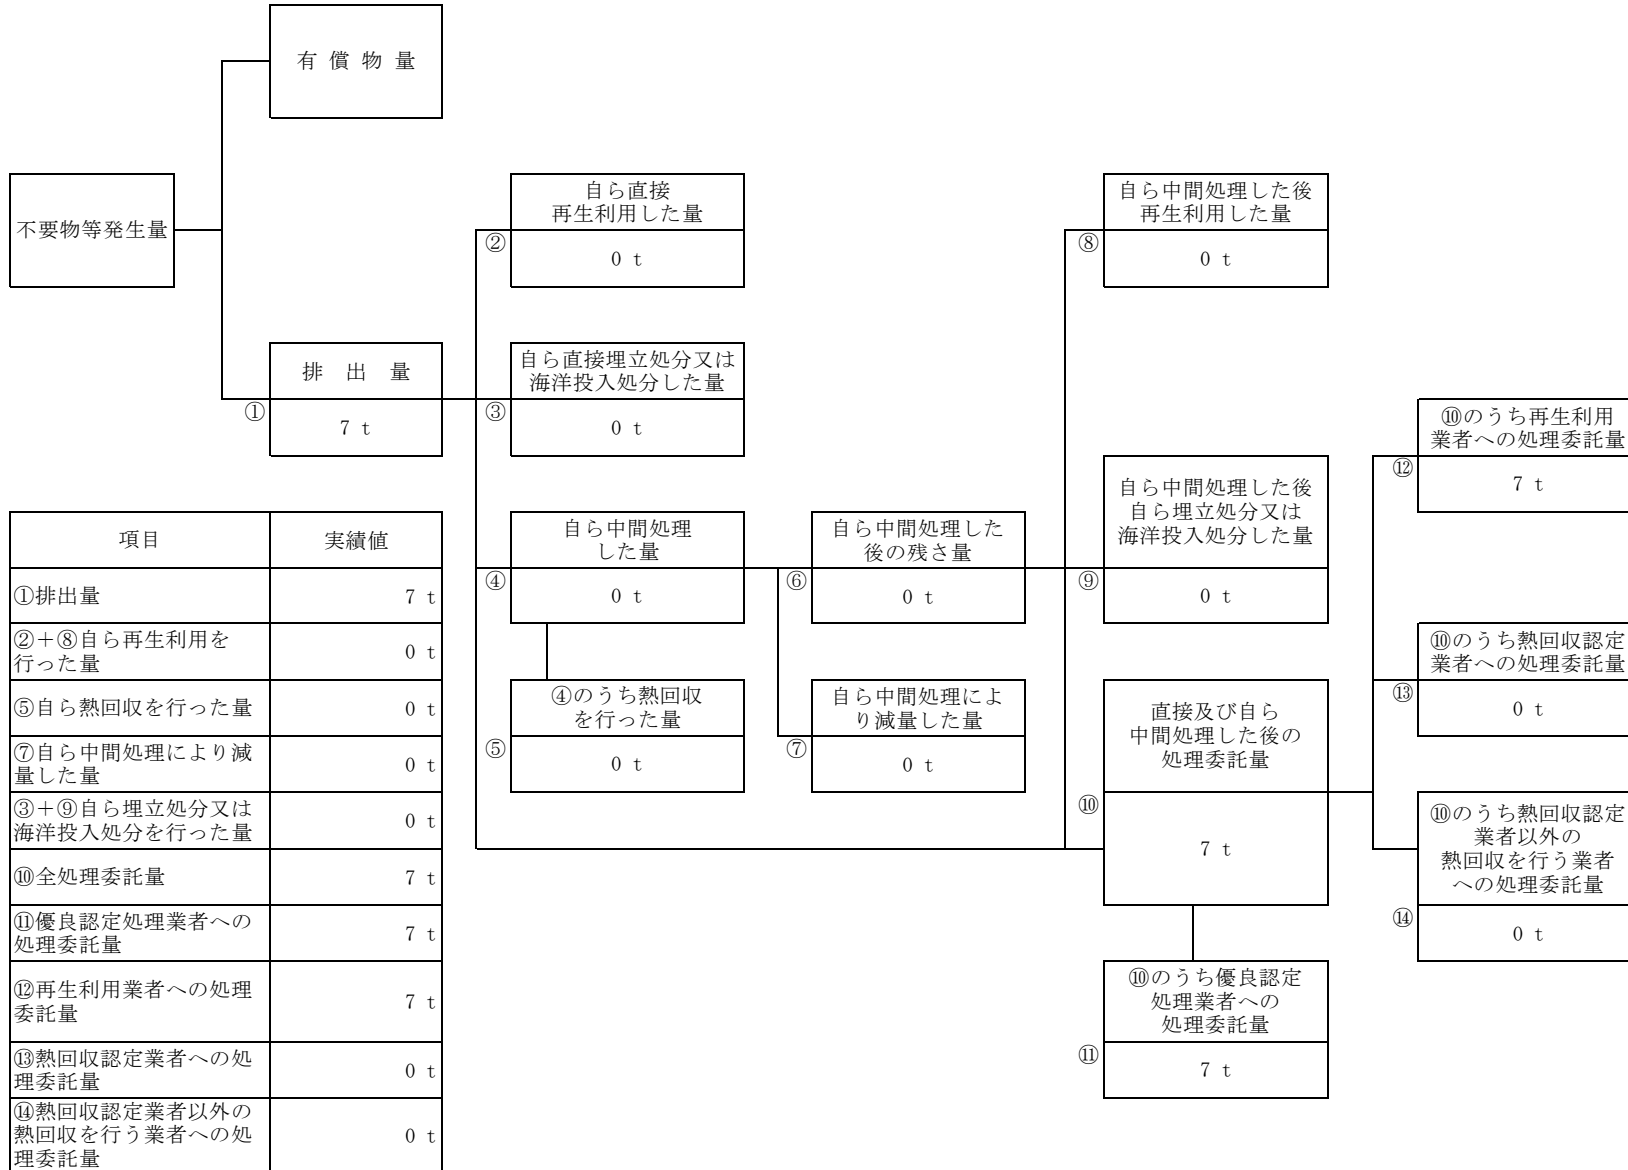 有 償 物 量
不要物等発生量
自ら直接
再生利用した量
②
0 t
自ら中間処理した後
再生利用した量
⑧
0 t
排 出 量
①
7 t
自ら直接埋立処分又は
海洋投入処分した量
③
0 t
⑩のうち再生利用
業者への処理委託量
⑫
7 t
自ら中間処理
した量
④
0 t
自ら中間処理した
後の残さ量
⑥
0 t
自ら中間処理した後
自ら埋立処分又は
海洋投入処分した量
⑨
0 t
⑩のうち熱回収認定
業者への処理委託量
⑬
0 t
④のうち熱回収
を行った量
⑤
0 t
自ら中間処理によ
り減量した量
⑦
0 t
直接及び自ら
中間処理した後の
処理委託量
⑩
7 t
⑩のうち熱回収認定
業者以外の
熱回収を行う業者
への処理委託量
⑭
0 t
⑩のうち優良認定
処理業者への
処理委託量
⑪
7 t
項目 実績値
①排出量 7 t
②+⑧自ら再生利用を
行った量 0 t
⑤自ら熱回収を行った量 0 t
⑦自ら中間処理により減
量した量 0 t
③+⑨自ら埋立処分又は
海洋投入処分を行った量 0 t
⑩全処理委託量 7 t
⑪優良認定処理業者への
処理委託量 7 t
⑫再生利用業者への処理
委託量 7 t
⑬熱回収認定業者への処
理委託量 0 t
⑭熱回収認定業者以外の
熱回収を行う業者への処
理委託量 0 t